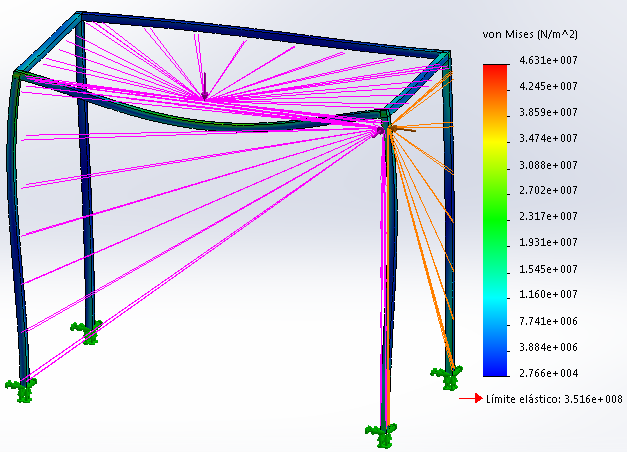 von Mises (N/m^2)
4.631e+007
4.245e+007
3.859e+007
3.474e+007
3.088e+007
2.702e+007
2.317e+007
1.931e+007
1.545e+007
1.160e+007
7.741e+006
3.884e+006
2.766e+004
Límite elástico: 3.516e+008